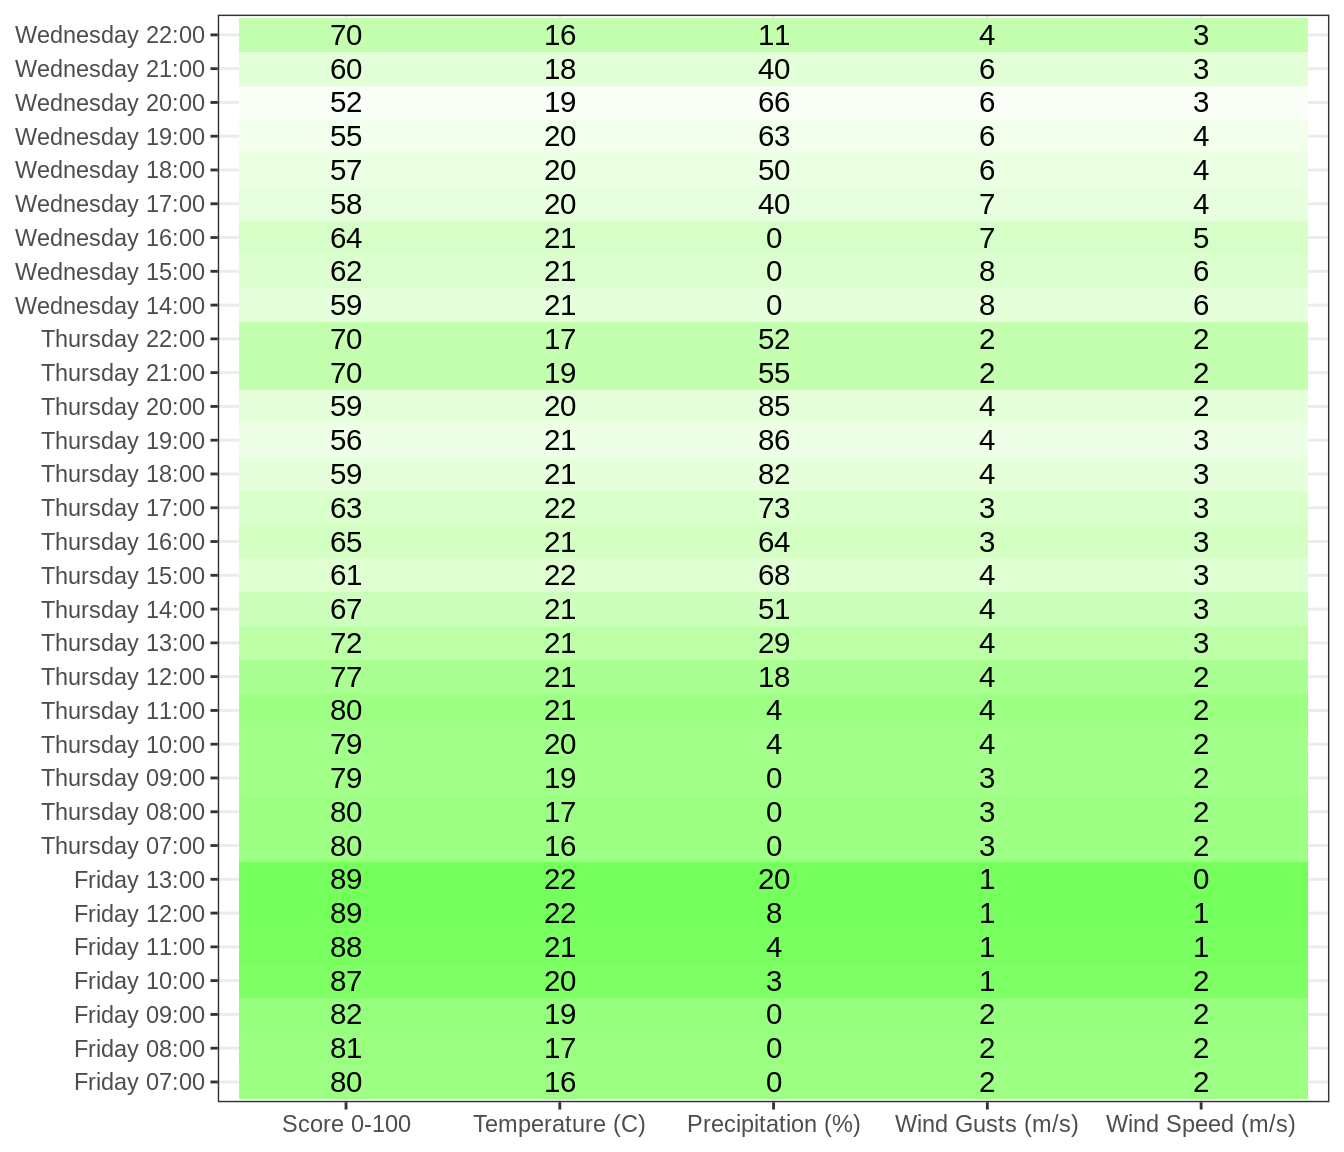 Wednesday 22:00 70 16 11 4 3
Wednesday 21:00 60 18 40 6 3
Wednesday 20:00 52 19 66 6 3
Wednesday 19:00 55 20 63 6 4
Wednesday 18:00 57 20 50 6 4
Wednesday 17:00 58 20 40 7 4
Wednesday 16:00 64 21 0 7 5
Wednesday 15:00 62 21 0 8 6
Wednesday 14:00 59 21 0 8 6
Thursday 22:00 70 17 52 2 2
Thursday 21:00 70 19 55 2 2
Thursday 20:00 59 20 85 4 2
Thursday 19:00 56 21 86 4 3
Thursday 18:00 59 21 82 4 3
Thursday 17:00 63 22 73 3 3
Thursday 16:00 65 21 64 3 3
Thursday 15:00 61 22 68 4 3
Thursday 14:00 67 21 51 4 3
Thursday 13:00 72 21 29 4 3
Thursday 12:00 77 21 18 4 2
Thursday 11:00 80 21 4 4 2
Thursday 10:00 79 20 4 4 2
Thursday 09:00 79 19 0 3 2
Thursday 08:00 80 17 0 3 2
Thursday 07:00 80 16 0 3 2
Friday 13:00 89 22 20 1 0
Friday 12:00 89 22 8 1 1
Friday 11:00 88 21 4 1 1
Friday 10:00 87 20 3 1 2
Friday 09:00 82 19 0 2 2
Friday 08:00 81 17 0 2 2
Friday 07:00 80 16 0 2 2
Score 0-100 Temperature (C) Precipitation (%) Wind Gusts (m/s) Wind Speed (m/s)